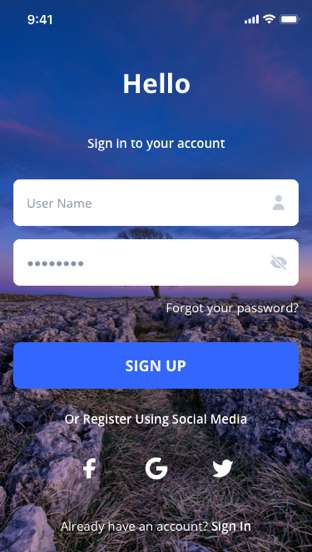 9:41
Hello
Sign in to your account
User Name
Forgot your password?
SIGN UP
Or Register Using Social Media
Already have an account? Sign In